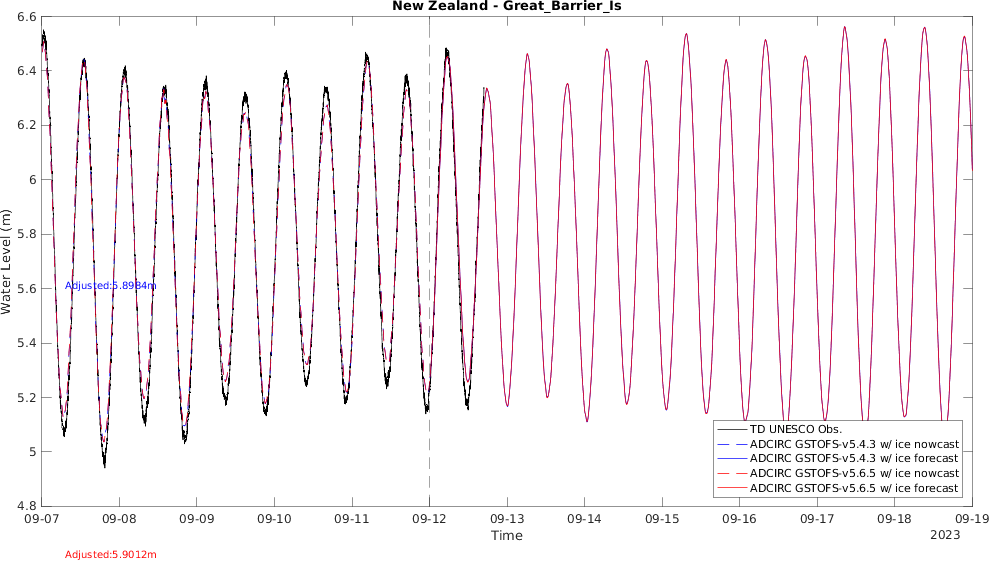 New Zealand - Great_Barrier_Is
6.6
6.4
6.2
6
5.8
5.6
5.4
5.2
5
4.8
Water Level (m)
Adjusted:5.8984m
TD UNESCO Obs.
ADCIRC GSTOFS-v5.4.3 w/ ice nowcast
ADCIRC GSTOFS-v5.4.3 w/ ice forecast
ADCIRC GSTOFS-v5.6.5 w/ ice nowcast
ADCIRC GSTOFS-v5.6.5 w/ ice forecast
09-07 09-08 09-09 09-10 09-11 09-12 09-13 09-14 09-15 09-16 09-17 09-18 09-19
Time
2023
Adjusted:5.9012m